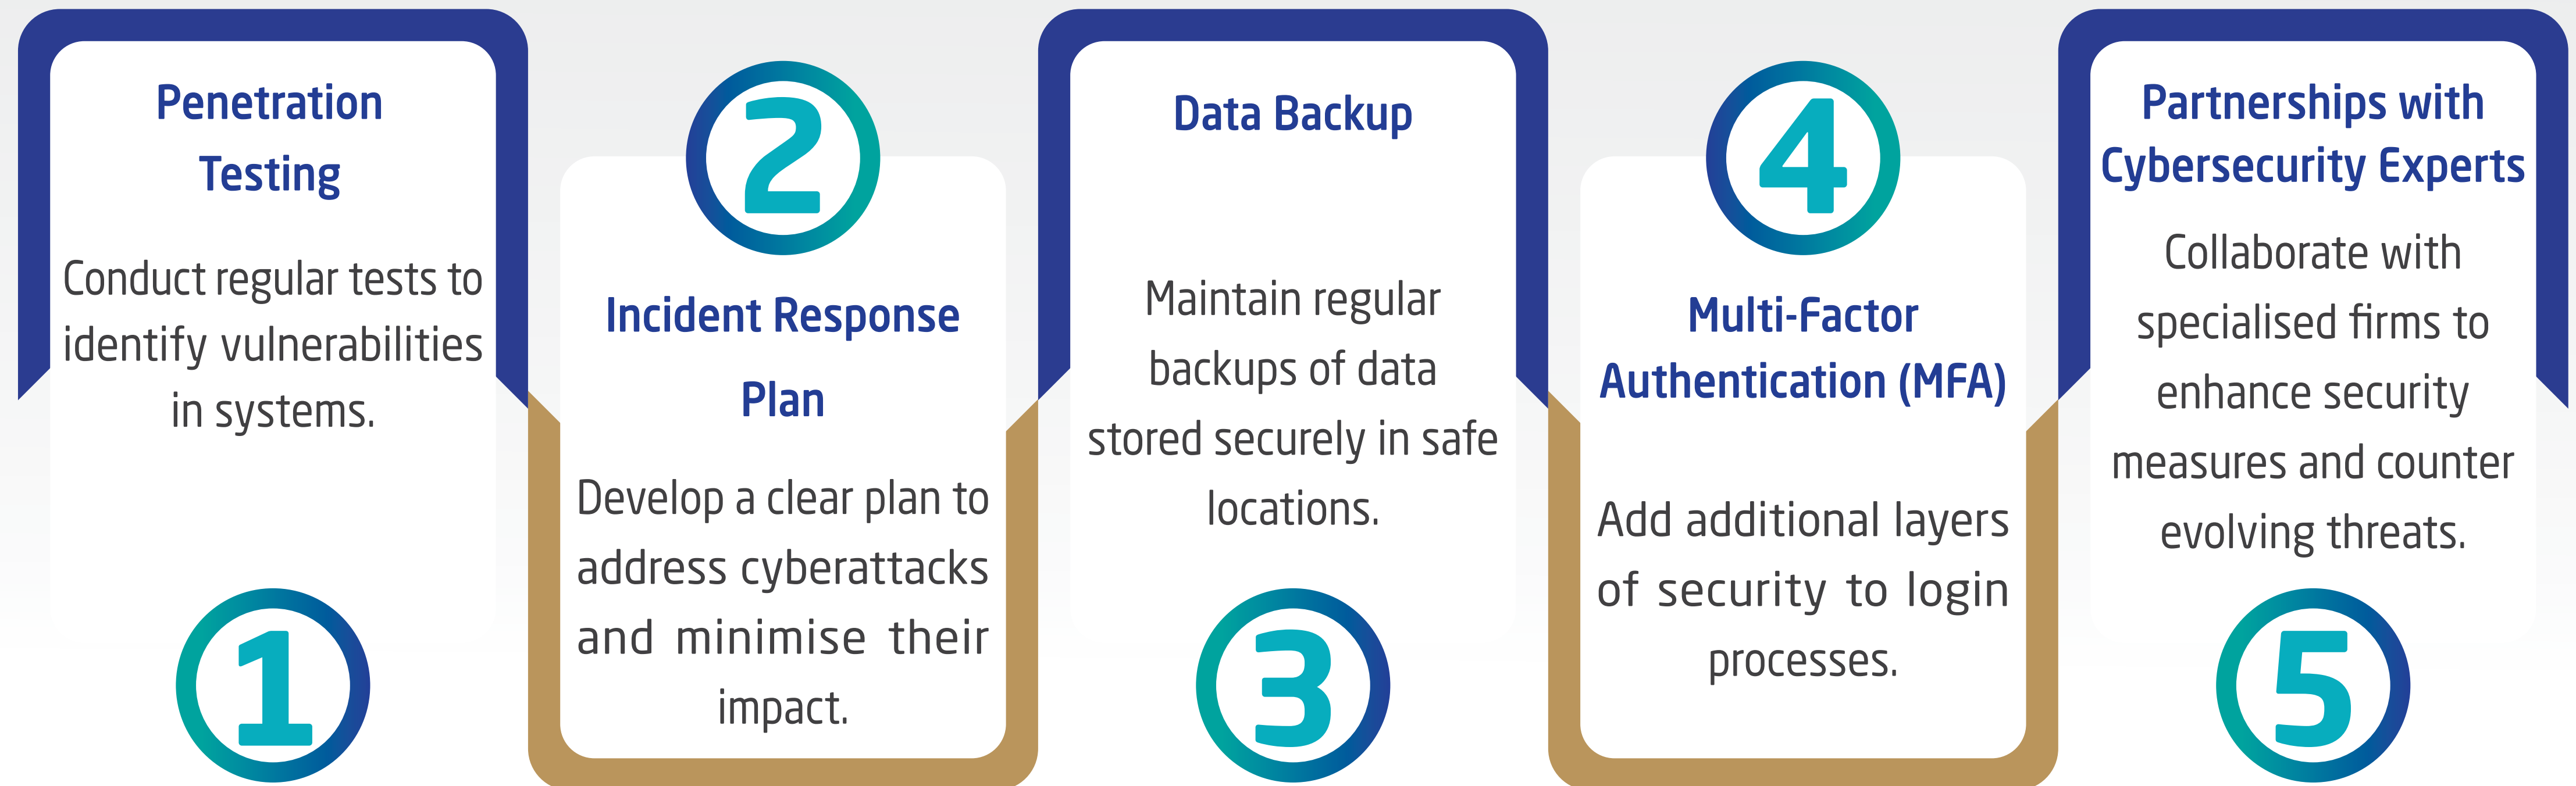 Penetration
Testing
Conduct regular tests to
identify vulnerabilities
in systems.
1
2
Incident Response
Plan
Develop a clear plan to
address cyberattacks
and minimise their
impact.
Data Backup
Maintain regular
backups of data
stored securely in safe
locations.
3
4
Multi-Factor
Authentication (MFA)
Add additional layers
of security to login
processes.
Partnerships with
Cybersecurity Experts
Collaborate with
specialised firms to
enhance security
measures and counter
evolving threats.
5